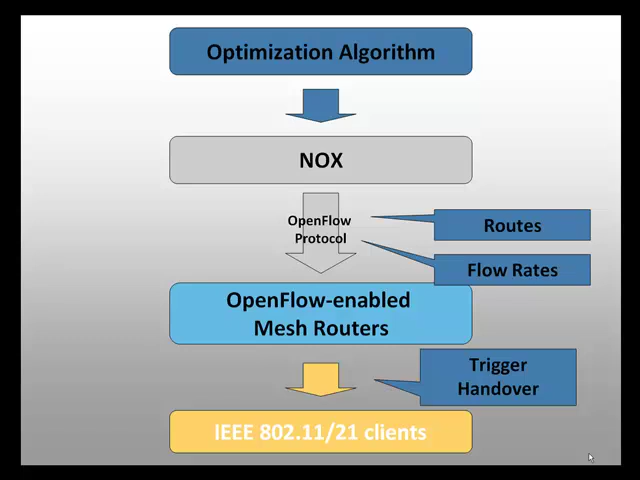 Optimization Algorithm
NOX
OpenFlow
Protocol
Routes
Flow Rates
OpenFlow-enabled
Mesh Routers
Trigger
Handover
IEEE 802.11/21 clients